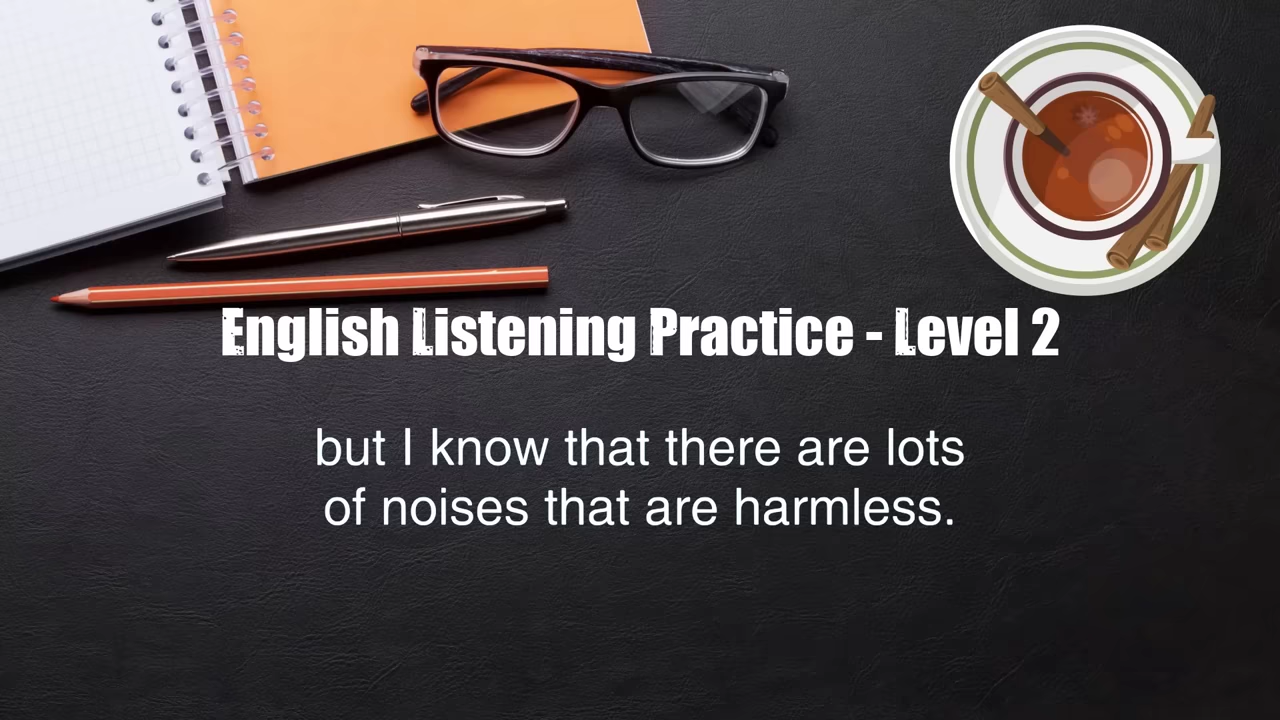 English Listening Practice - Level 2
but I know that there are lots
of noises that are harmless.